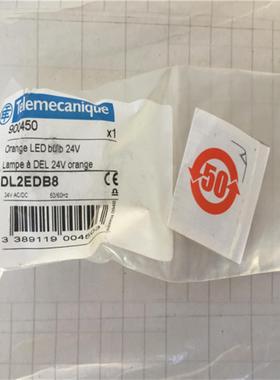 Telemecanique
900450
x1
Orange LED bulb 24V
Lampe à DEL 24V orange
DL2EDB8
CE
24V AC/DC 50/60Hz
3 389119 004503
50